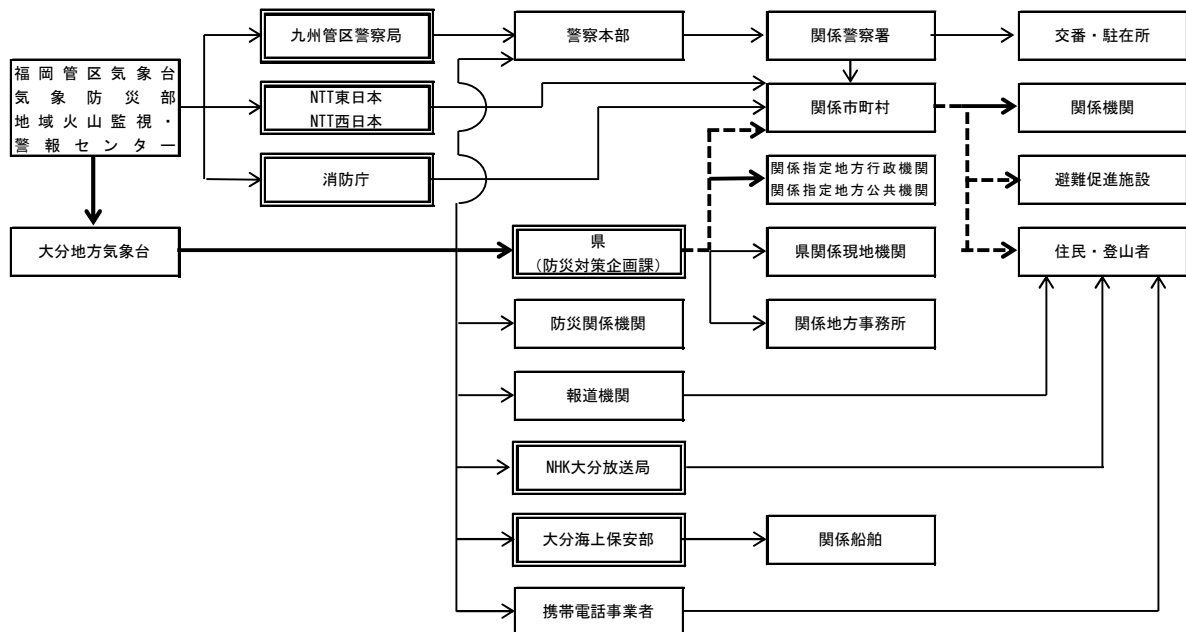 九州管区警察局
警察本部
関係警察署
交番・駐在所
福岡管区気象台
気象防災部
地域火山監視・
警報センター
NTT東日本
NTT西日本
関係市町村
関係機関
消防庁
関係指定地方行政機関
関係指定地方公共機関
避難促進施設
大分地方気象台
県
(防災対策企画課)
県関係現地機関
住民・登山者
防災関係機関
関係地方事務所
報道機関
NHK大分放送局
大分海上保安部
関係船舶
携帯電話事業者